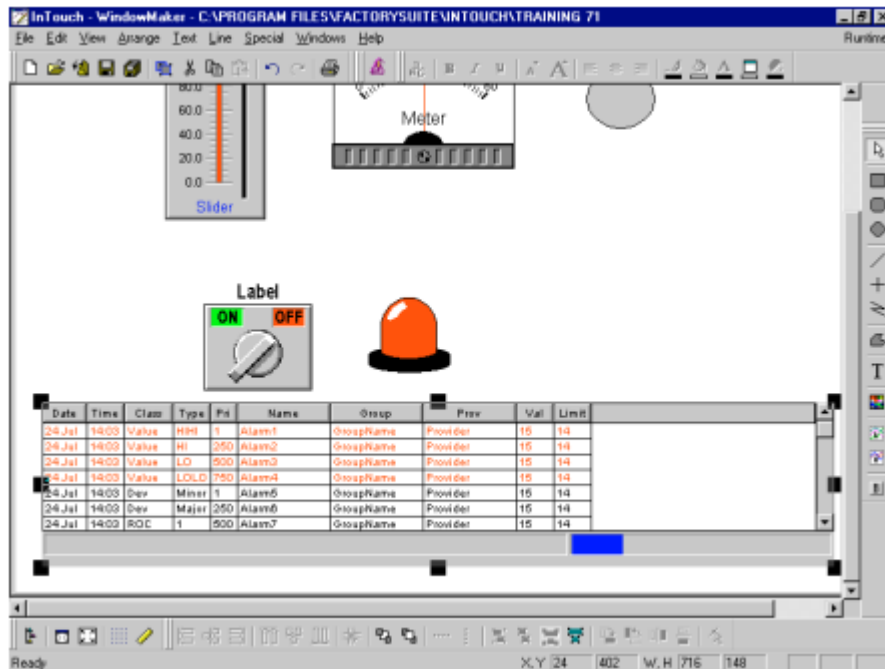 InTouch - WindowMaker - C:\PROGRAM FILES\FACTORYSUITE\INTOUCH\TRAINING 71
File Edit View Arrange Text Line Special Windows Help Runtime
80.0
60.0
40.0
20.0
0.0
Slider
Meter
Label
ON OFF
Date Time Class Type Pri Name Group Prov Val Limit
24 Jul 14:03 Value HIHI 1 Alarm1 GroupName Provider 15 14
24 Jul 14:03 Value HI 250 Alarm2 GroupName Provider 15 14
24 Jul 14:03 Value LO 500 Alarm3 GroupName Provider 15 14
24 Jul 14:03 Value LOLO 750 Alarm4 GroupName Provider 15 14
24 Jul 14:03 Dev Minor 1 Alarm5 GroupName Provider 15 14
24 Jul 14:03 Dev Major 250 Alarm6 GroupName Provider 15 14
24 Jul 14:03 ROC 1 500 Alarm7 GroupName Provider 15 14
Ready X, Y 24 402 W, H 716 148